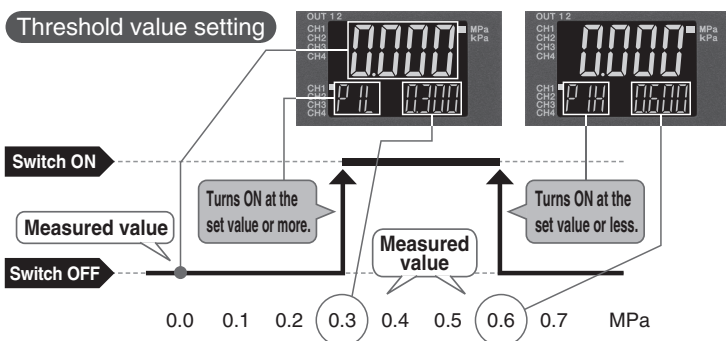 Threshold value setting
OUT 1 2
CH1
CH2
CH3
CH4
0.000
MPa
kPa
CH1
CH2
CH3
CH4
P 1L
0.300
OUT 1 2
CH1
CH2
CH3
CH4
0.000
MPa
kPa
CH1
CH2
CH3
CH4
P 1H
0.600
Switch ON
Turns ON at the
set value or more.
Turns ON at the
set value or less.
Measured value
Measured
value
Switch OFF
0.0 0.1 0.2 0.3 0.4 0.5 0.6 0.7 MPa